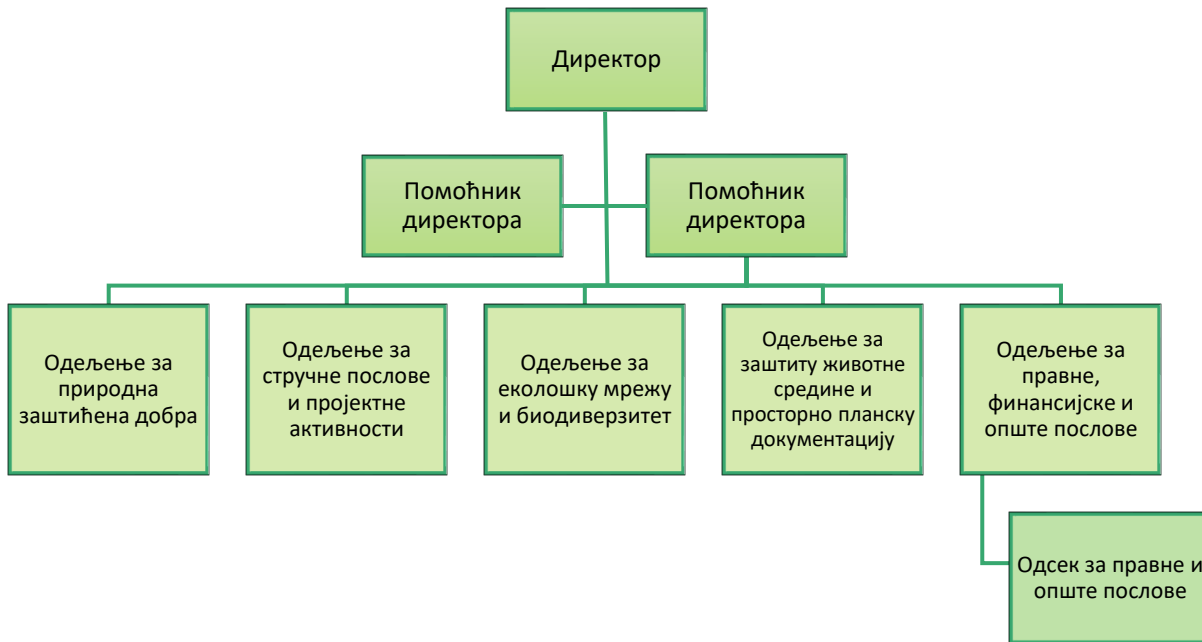 Директор
Помоћник
директора
Помоћник
директора
Одељење за
природна
заштићена добра
Одељење за
стручне послове
и пројектне
активности
Одељење за
еколошку мрежу
и биодиверзитет
Одељење за
заштиту животне
средине и
просторно планску
документацију
Одељење за
правне,
финансијске и
опште послове
Одсек за правне и
опште послове